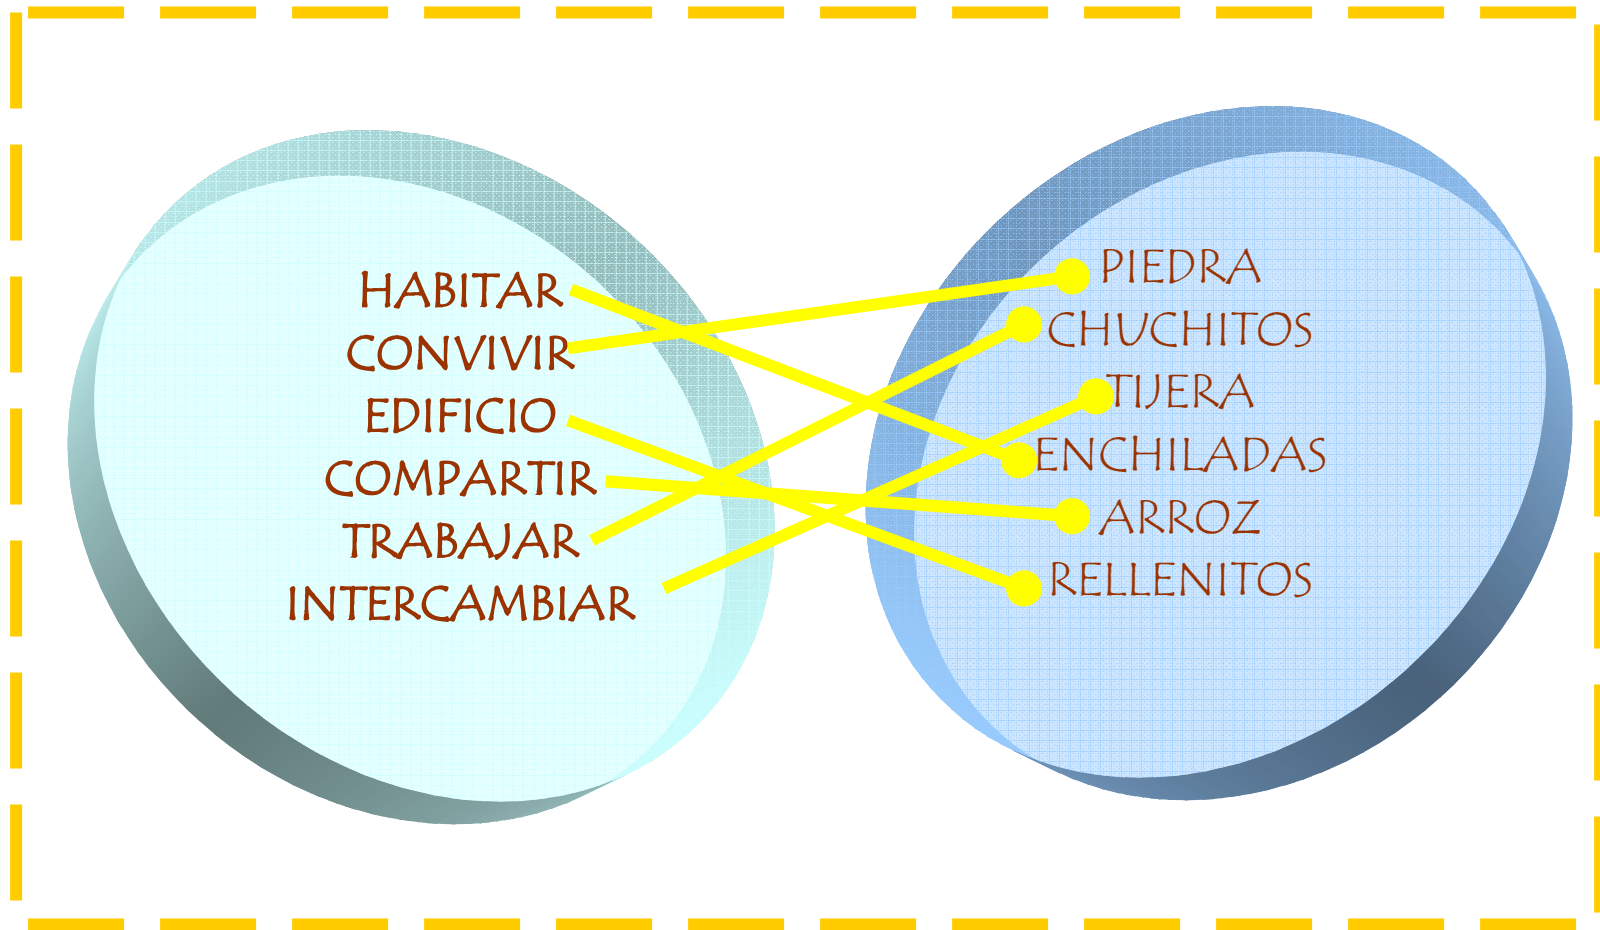 HABITAR
CONVIVIR
EDIFICIO
COMPARTIR
TRABAJAR
INTERCAMBIAR
PIEDRA
CHUCHITOS
TIJERA
ENCHILADAS
ARROZ
RELLENITOS